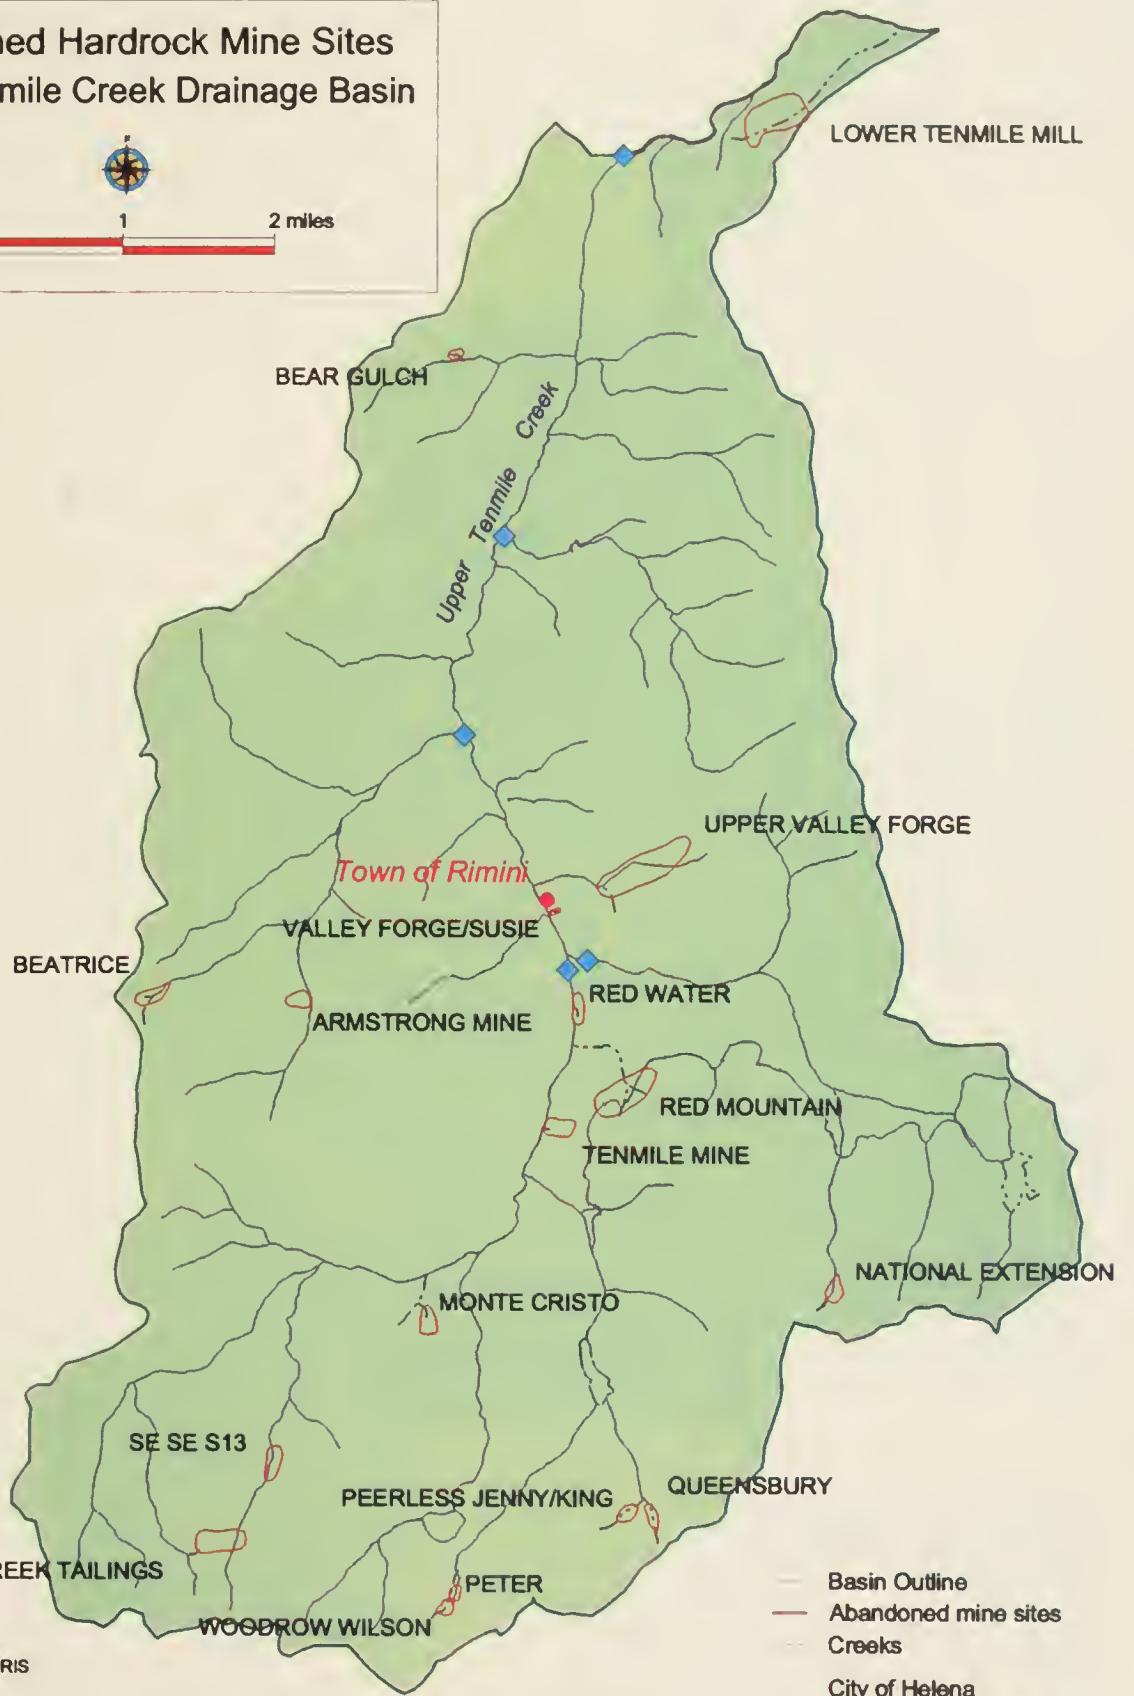 ned Hardrock Mine Sites
mile Creek Drainage Basin
1
2 miles
LOWER TENMILE MILL
BEAR GULCH
Upper Tenmile Creek
UPPER VALLEY FORGE
Town of Rimini
VALLEY FORGE/SUSIE
BEATRICE
RED WATER
ARMSTRONG MINE
RED MOUNTAIN
TENMILE MINE
NATIONAL EXTENSION
MONTE CRISTO
SE SE S13
PEERLESS JENNY/KING
QUEENSBURY
REEK TAILINGS
PETER
WOODROW WILSON
Basin Outline
Abandoned mine sites
Creeks
City of Helena
RIS